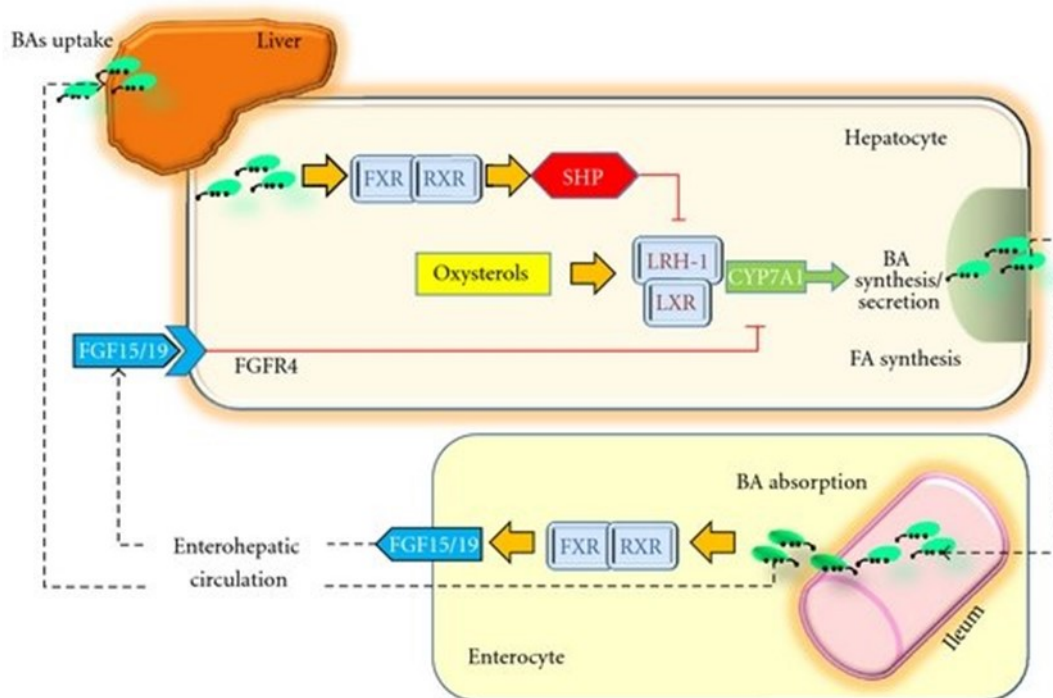 BAs uptake
Liver
Hepatocyte
FXR
RXR
SHP
Oxysterols
LRH-1
LXR
CYP7A1
BA
synthesis/
secretion
FGF15/19
FGFR4
FA synthesis
BA absorption
FGF15/19
FXR
RXR
Enterohepatic
circulation
Ileum
Enterocyte